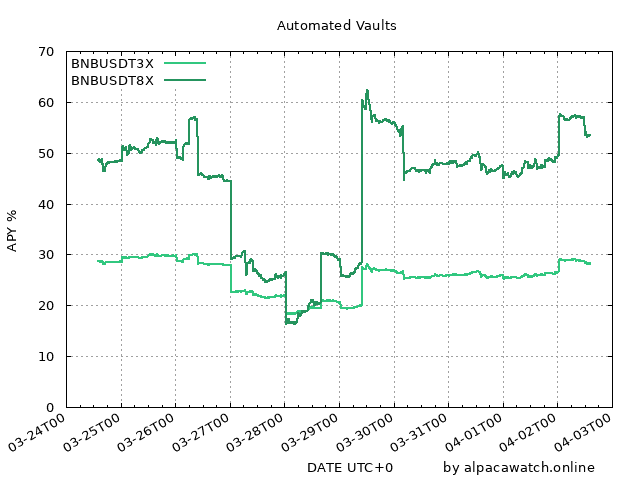 Automated Vaults
BNBUSDT3X
BNBUSDT8X
APY %
70
60
50
40
30
20
10
0
03-24T00
03-25T00
03-26T00
03-27T00
03-28T00
03-29T00
03-30T00
03-31T00
04-01T00
04-02T00
04-03T00
DATE UTC+0
by alpacawatch.online